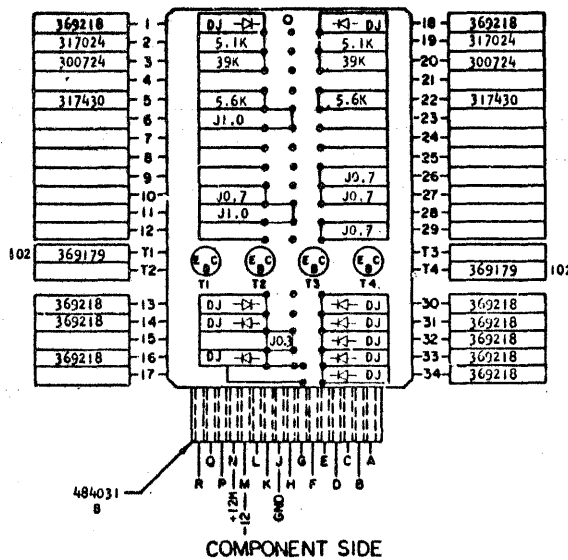 369218 1 DJ DJ 18 369218
317024 2 5.1K 5.1K 19 317024
300724 3 39K 39K 20 300724
4 21
317430 5 5.6K 5.6K 22 317430
6 J1.0 23
7 24
8 25
9 J0.7 26
10 J0.7 J0.7 27
11 J1.0 28
12 J0.7 29
102 369179 T1 E B C E B C E B C E B C T3
T2 T1 T2 T3 T4 T4 369179 102
369218 13 DJ DJ 30 369218
369218 14 DJ 31 369218
15 J0.3 DJ 32 369218
369218 16 DJ DJ 33 369218
17 DJ 34 369218
R Q P N M L K J H G F E D C B A
+12M -12 GND
484031
B
COMPONENT SIDE